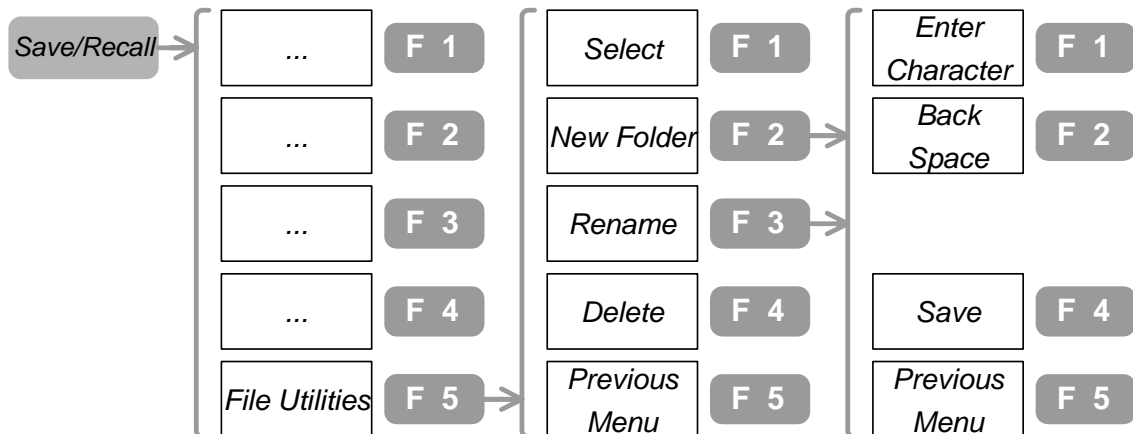 Save/Recall
...
F 1
...
F 2
...
F 3
...
F 4
File Utilities
F 5
Select
F 1
New Folder
F 2
Rename
F 3
Delete
F 4
Previous
Menu
F 5
Enter
Character
F 1
Back
Space
F 2
Save
F 4
Previous
Menu
F 5